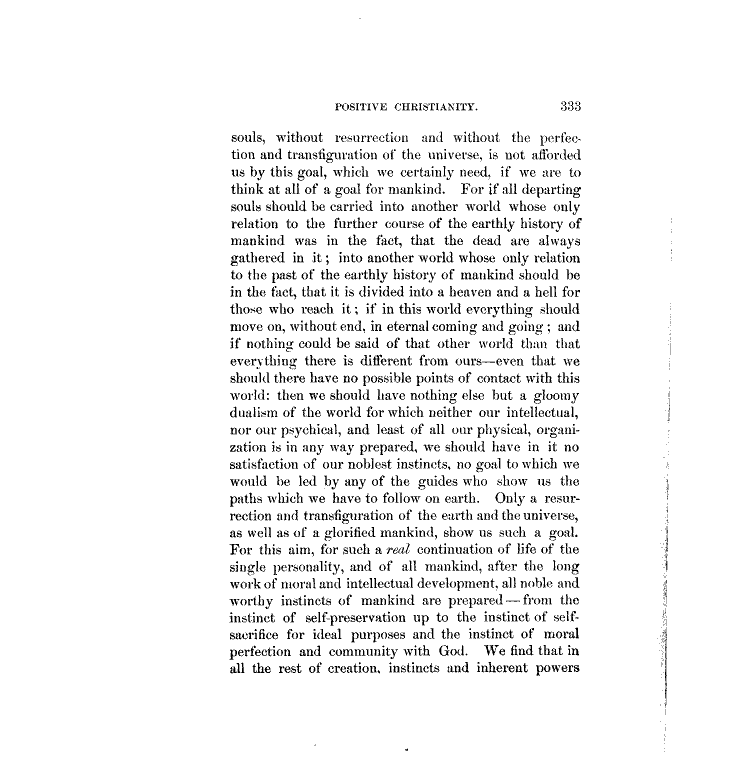 POSITIVE CHRISTIANITY. 333
souls, without resurrection and without the perfec-
tion and transfiguration of the universe, is not afforded
us by this goal, which we certainly need, if we are to
think at all of a goal for mankind. For if all departing
souls should be carried into another world whose only
relation to the further course of the earthly history of
mankind was in the fact, that the dead are always
gathered in it; into another world whose only relation
to the past of the earthly history of mankind should be
in the fact, that it is divided into a heaven and a hell for
those who reach it; if in this world everything should
move on, without end, in eternal coming and going; and
if nothing could be said of that other world than that
everything there is different from ours—even that we
should there have no possible points of contact with this
world: then we should have nothing else but a gloomy
dualism of the world for which neither our intellectual,
nor our psychical, and least of all our physical, organi-
zation is in any way prepared, we should have in it no
satisfaction of our noblest instincts, no goal to which we
would be led by any of the guides who show us the
paths which we have to follow on earth. Only a resur-
rection and transfiguration of the earth and the universe,
as well as of a glorified mankind, show us such a goal.
For this aim, for such a real continuation of life of the
single personality, and of all mankind, after the long
work of moral and intellectual development, all noble and
worthy instincts of mankind are prepared—from the
instinct of self-preservation up to the instinct of self-
sacrifice for ideal purposes and the instinct of moral
perfection and community with God. We find that in
all the rest of creation, instincts and inherent powers